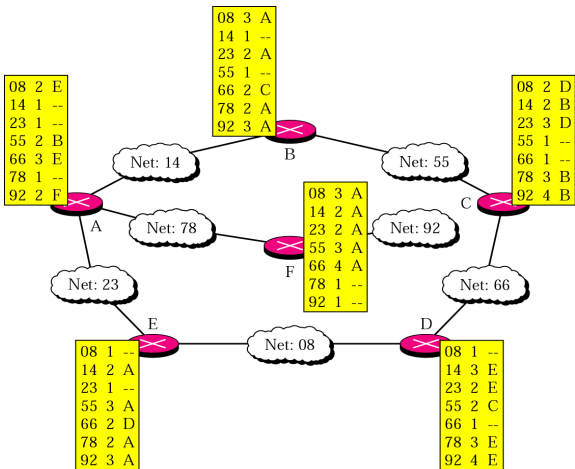 08 3 A
14 1 --
23 2 A
55 1 --
66 2 C
78 2 A
92 3 A
B
08 2 E
14 1 --
23 1 --
55 2 B
66 3 E
78 1 --
92 2 F
A
08 2 D
14 2 B
23 3 D
55 1 --
66 1 --
78 3 B
92 4 B
C
Net: 14
Net: 55
Net: 78
08 3 A
14 2 A
23 2 A
55 3 A
66 4 A
78 1 --
92 1 --
F
Net: 92
Net: 23
Net: 66
E
Net: 08
D
08 1 --
14 2 A
23 1 --
55 3 A
66 2 D
78 2 A
92 3 A
08 1 --
14 3 E
23 2 E
55 2 C
66 1 --
78 3 E
92 4 E